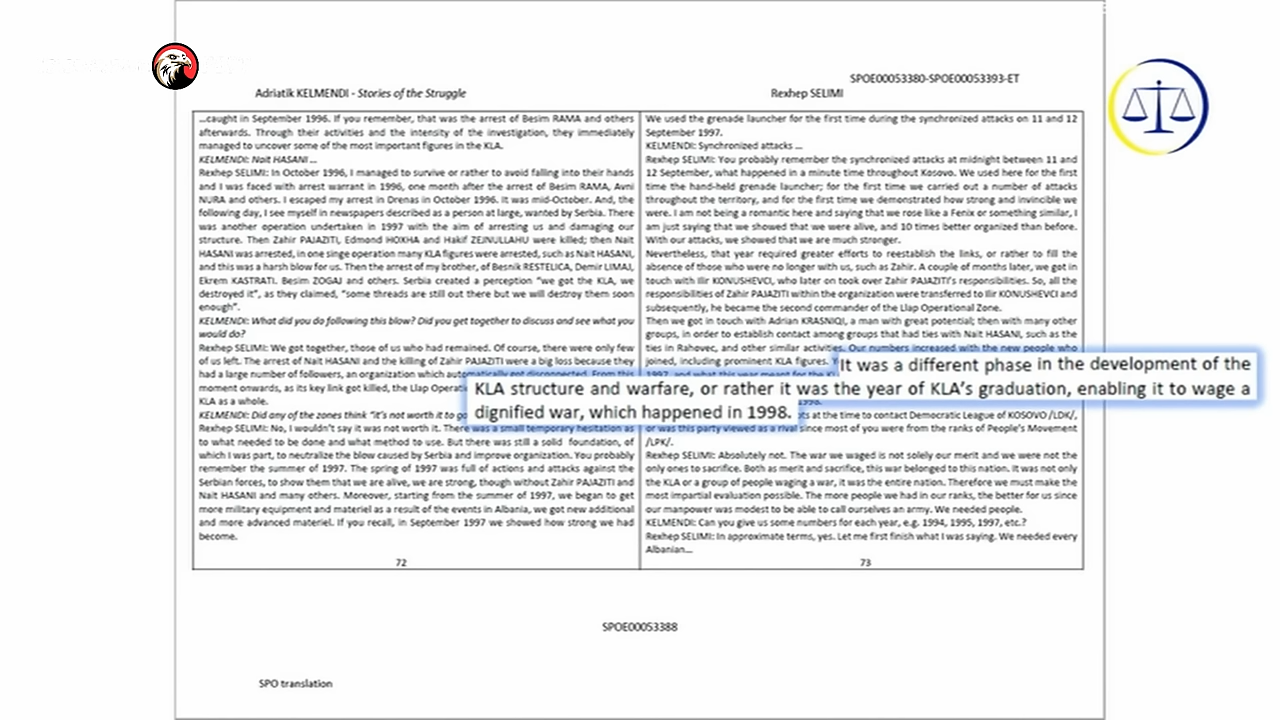 SPOE00053380-SPOE00053393-ET
Adriatik KELMENDI - Stories of the Struggle
Rexhep SELIMI
...caught in September 1996. If you remember, that was the arrest of Besim RAMA and others
afterwards. Through their activities and the intensity of the investigation, they immediately
managed to uncover some of the most important figures in the KLA.
KELMENDI: Nait HASANI ...
Rexhep SELIMI: In October 1996, I managed to survive or rather to avoid falling into their hands
and I was faced with arrest warrant in 1996, one month after the arrest of Besim RAMA, Avni
NURA and others. I escaped my arrest in Drenas in October 1996. It was mid-October. And, the
following day, I see myself in newspapers described as a person at large, wanted by Serbia. There
was another operation undertaken in 1997 with the aim of arresting us and damaging our
structure. Then Zahir PAJAZITI, Edmond HOXHA and Hakif ZEJNULLAHU were killed; then Nait
HASANI was arrested, in one singe operation many KLA figures were arrested, such as Nait HASANI,
and this was a harsh blow for us. Then the arrest of my brother, of Besnik RESTELICA, Demir LIMAJ,
Ekrem KASTRATI. Besim ZOGAJ and others. Serbia created a perception "we got the KLA, we
destroyed it", as they claimed, "some threads are still out there but we will destroy them soon
enough".
KELMENDI: What did you do following this blow? Did you get together to discuss and see what you
would do?
Rexhep SELIMI: We got together, those of us who had remained. Of course, there were only few
of us left. The arrest of Nait HASANI and the killing of Zahir PAJAZITI were a big loss because they
had a large number of followers, an organization which automatically got disconnected. From this
moment onwards, as its key link got killed, the Llap Operati
KLA as a whole.
KELMENDI: Did any of the zones think "it's not worth it to go
Rexhep SELIMI: No, I wouldn't say it was not worth it. There was a small temporary hesitation as
to what needed to be done and what method to use. But there was still a solid foundation, of
which I was part, to neutralize the blow caused by Serbia and improve organization. You probably
remember the summer of 1997. The spring of 1997 was full of actions and attacks against the
Serbian forces, to show them that we are alive, we are strong, though without Zahir PAJAZITI and
Nait HASANI and many others. Moreover, starting from the summer of 1997, we began to get
more military equipment and materiel as a result of the events in Albania, we got new additional
and more advanced materiel. If you recall, in September 1997 we showed how strong we had
become.
72
We used the grenade launcher for the first time during the synchronized attacks on 11 and 12
September 1997.
KELMENDI: Synchronized attacks ...
Rexhep SELIMI: You probably remember the synchronized attacks at midnight between 11 and
12 September, what happened in a minute time throughout Kosovo. We used here for the first
time the hand-held grenade launcher; for the first time we carried out a number of attacks
throughout the territory, and for the first time we demonstrated how strong and invincible we
were. I am not being a romantic here and saying that we rose like a Fenix or something similar, I
am just saying that we showed that we were alive, and 10 times better organized than before.
With our attacks, we showed that we are much stronger.
Nevertheless, that year required greater efforts to reestablish the links, or rather to fill the
absence of those who were no longer with us, such as Zahir. A couple of months later, we got in
touch with Ilir KONUSHEVCI, who later on took over Zahir PAJAZITI's responsibilities. So, all the
responsibilities of Zahir PAJAZITI within the organization were transferred to Ilir KONUSHEVCI and
subsequently, he became the second commander of the Llap Operational Zone.
Then we got in touch with Adrian KRASNIQI, a man with great potential; then with many other
groups, in order to establish contact among groups that had ties with Nait HASANI, such as the
ties in Rahovec, and other similar activities. Our numbers increased with the new people who
joined, including prominent KLA figures.
1997, and what this year meant for the
It was a different phase in the development of the
KLA structure and warfare, or rather it was the year of KLA's graduation, enabling it to wage a
dignified war, which happened in 1998.
at the time to contact Democratic League of KOSOVO /LDK/,
or was this party viewed as a rival since most of you were from the ranks of People's Movement
/LPK/.
Rexhep SELIMI: Absolutely not. The war we waged is not solely our merit and we were not the
only ones to sacrifice. Both as merit and sacrifice, this war belonged to this nation. It was not only
the KLA or a group of people waging a war, it was the entire nation. Therefore we must make the
most impartial evaluation possible. The more people we had in our ranks, the better for us since
our manpower was modest to be able to call ourselves an army. We needed people.
KELMENDI: Can you give us some numbers for each year, e.g. 1994, 1995, 1997, etc.?
Rexhep SELIMI: In approximate terms, yes. Let me first finish what I was saying. We needed every
Albanian...
73
SPOE00053388
SPO translation